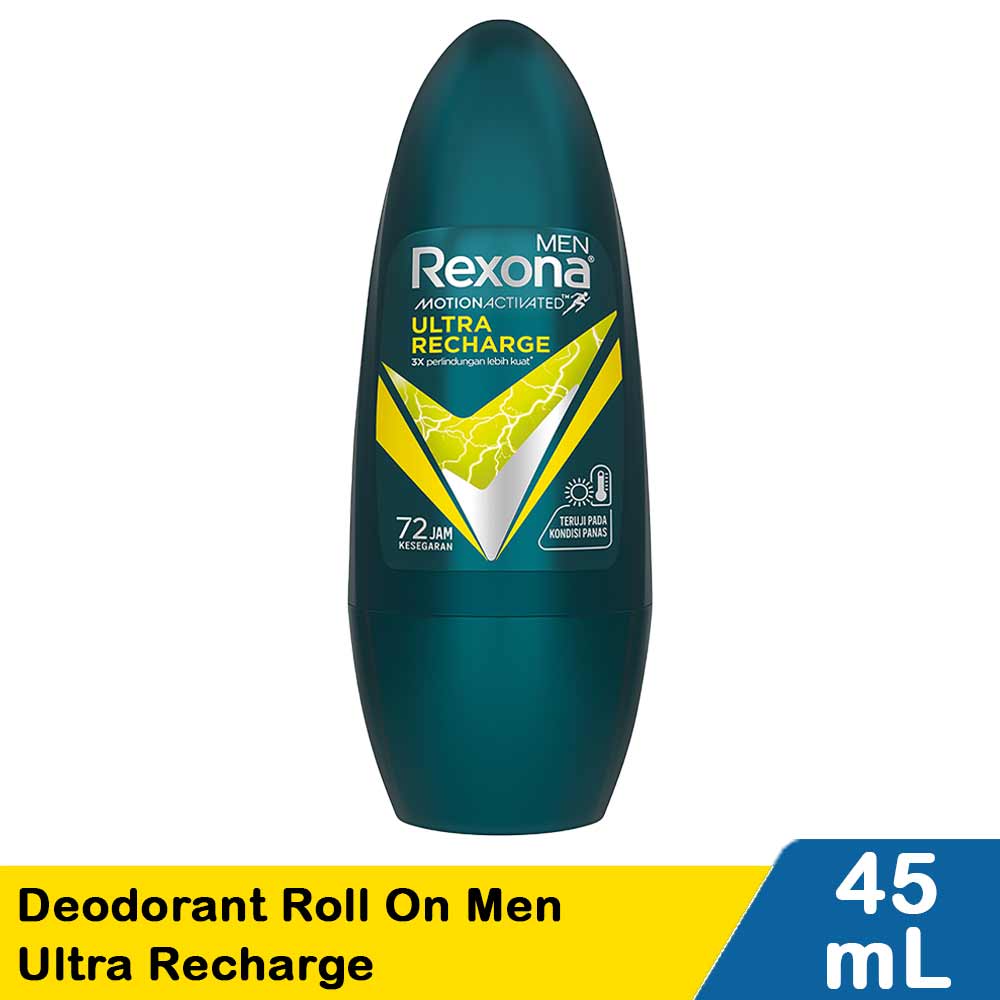 MEN
Rexona®
MOTIONACTIVATED™
ULTRA
RECHARGE
3X perlindungan lebih kuat*
72 JAM
KESEGARAN
TERUJI PADA
KONDISI PANAS
Deodorant Roll On Men
Ultra Recharge
45
mL